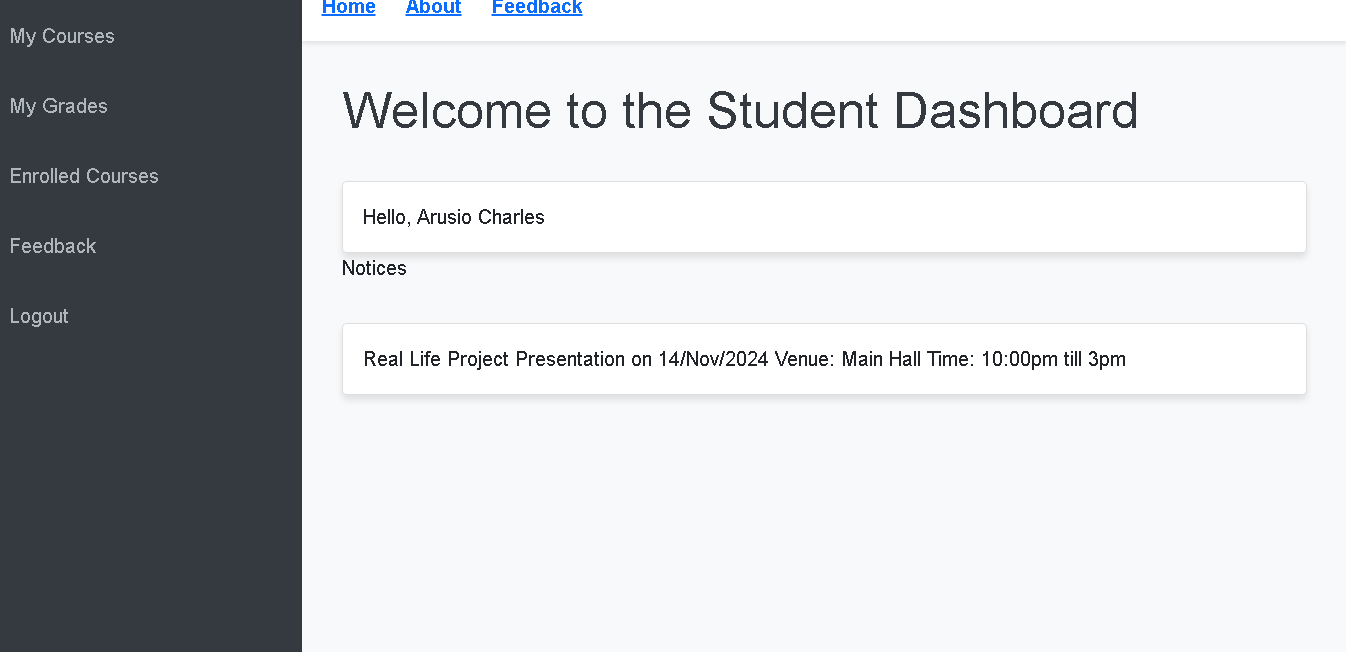 Home About Feedback
My Courses
My Grades
Enrolled Courses
Feedback
Logout
Welcome to the Student Dashboard
Hello, Arusio Charles
Notices
Real Life Project Presentation on 14/Nov/2024 Venue: Main Hall Time: 10:00pm till 3pm